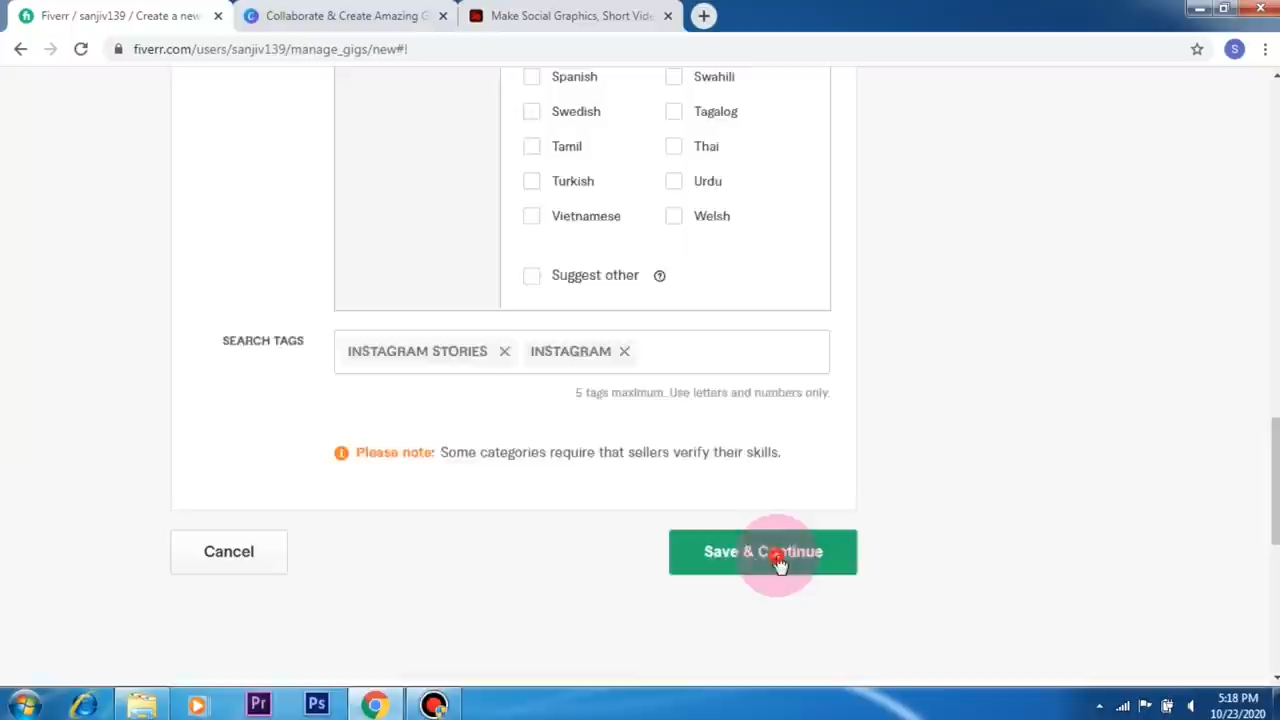 Fiverr / sanjiv139 / Create a new
Collaborate & Create Amazing G
Make Social Graphics, Short Vide
fiverr.com/users/sanjiv139/manage_gigs/new#!
S
Spanish Swahili
Swedish Tagalog
Tamil Thai
Turkish Urdu
Vietnamese Welsh
Suggest other
SEARCH TAGS INSTAGRAM STORIES INSTAGRAM
5 tags maximum. Use letters and numbers only.
Please note: Some categories require that sellers verify their skills.
Cancel Save & Continue
Pr Ps
5:18 PM
10/23/2020